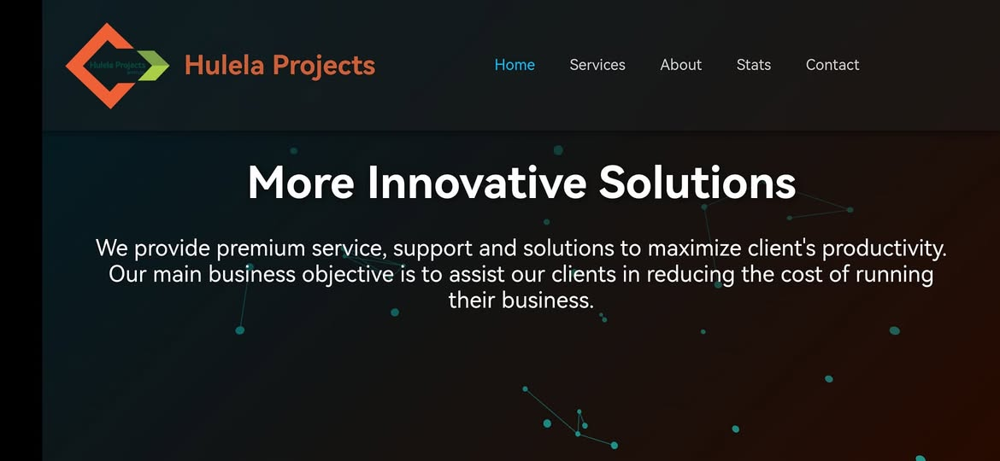 Hulela Projects
Hulela Projects
Home
Services
About
Stats
Contact
More Innovative Solutions
We provide premium service, support and solutions to maximize client's productivity.
Our main business objective is to assist our clients in reducing the cost of running
their business.